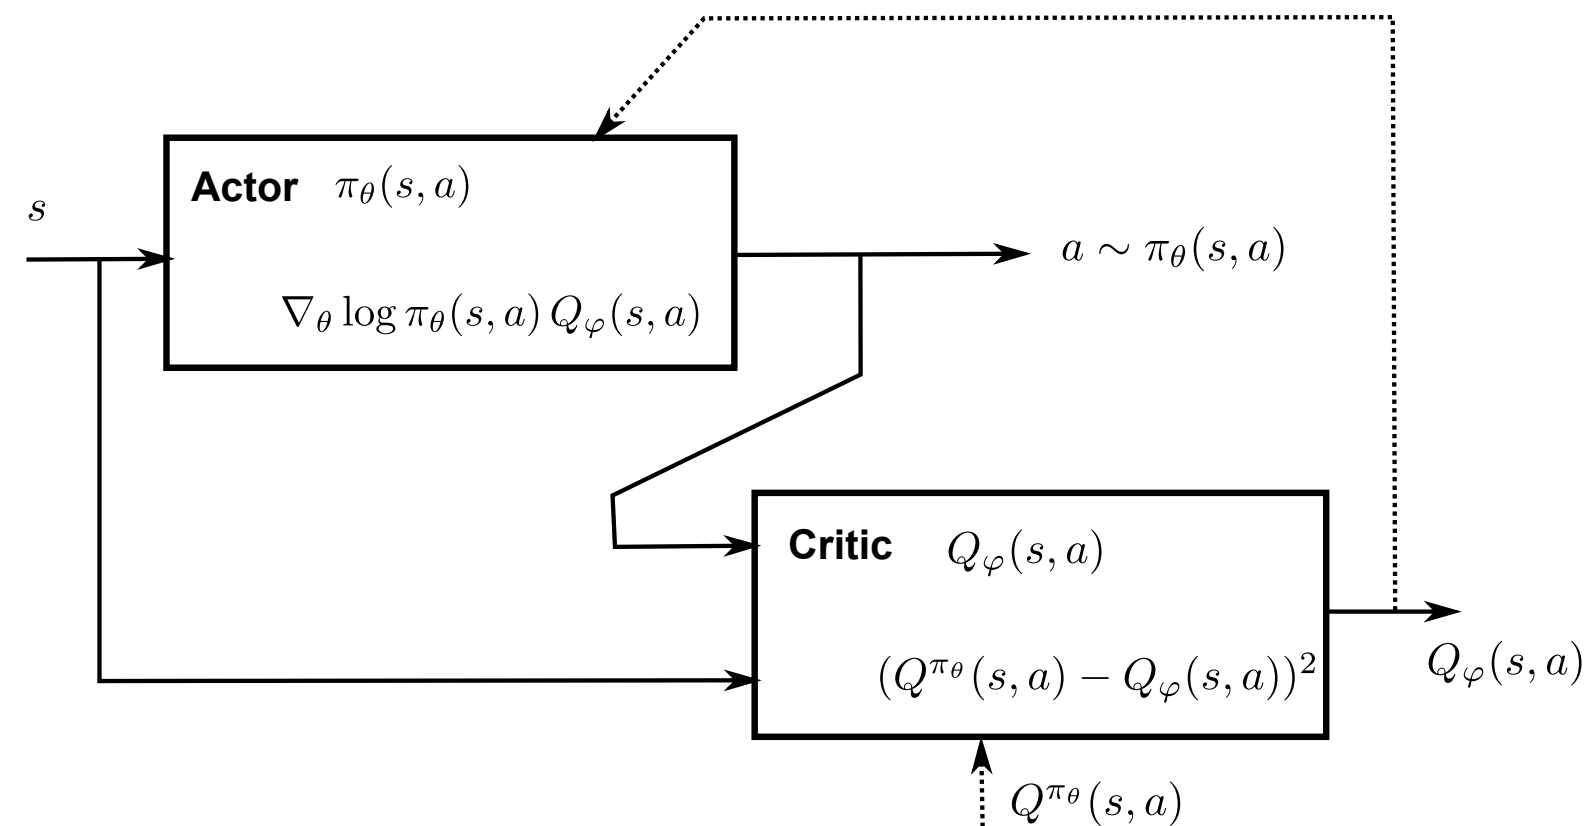 Actor π_θ(s, a)
s
a ∼ π_θ(s, a)
∇_θ log π_θ(s, a) Q_φ(s, a)
Critic Q_φ(s, a)
(Q^{π_θ}(s, a) − Q_φ(s, a))²
Q_φ(s, a)
Q^{π_θ}(s, a)